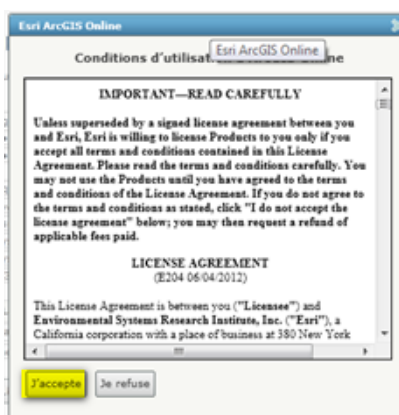 Esri ArcGIS Online
Esri ArcGIS Online
Conditions d'utilisat
IMPORTANT—READ CAREFULLY
Unless superseded by a signed license agreement between you
and Esri, Esri is willing to license Products to you only if you
accept all terms and conditions contained in this License
Agreement. Please read the terms and conditions carefully. You
may not use the Products until you have agreed to the terms
and conditions of the License Agreement. If you do not agree to
the terms and conditions as stated, click "I do not accept the
license agreement" below; you may then request a refund of
applicable fees paid.
LICENSE AGREEMENT
(E204 06/04/2012)
This License Agreement is between you ("Licensee") and
Environmental Systems Research Institute, Inc. ("Esri"), a
California corporation with a place of business at 380 New York
J'accepte Je refuse